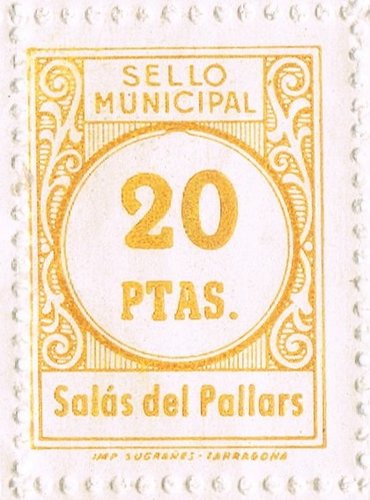 SELLO
MUNICIPAL
20
PTAS.
Salás del Pallars
IMP SUGRAÑES - TARRAGONA